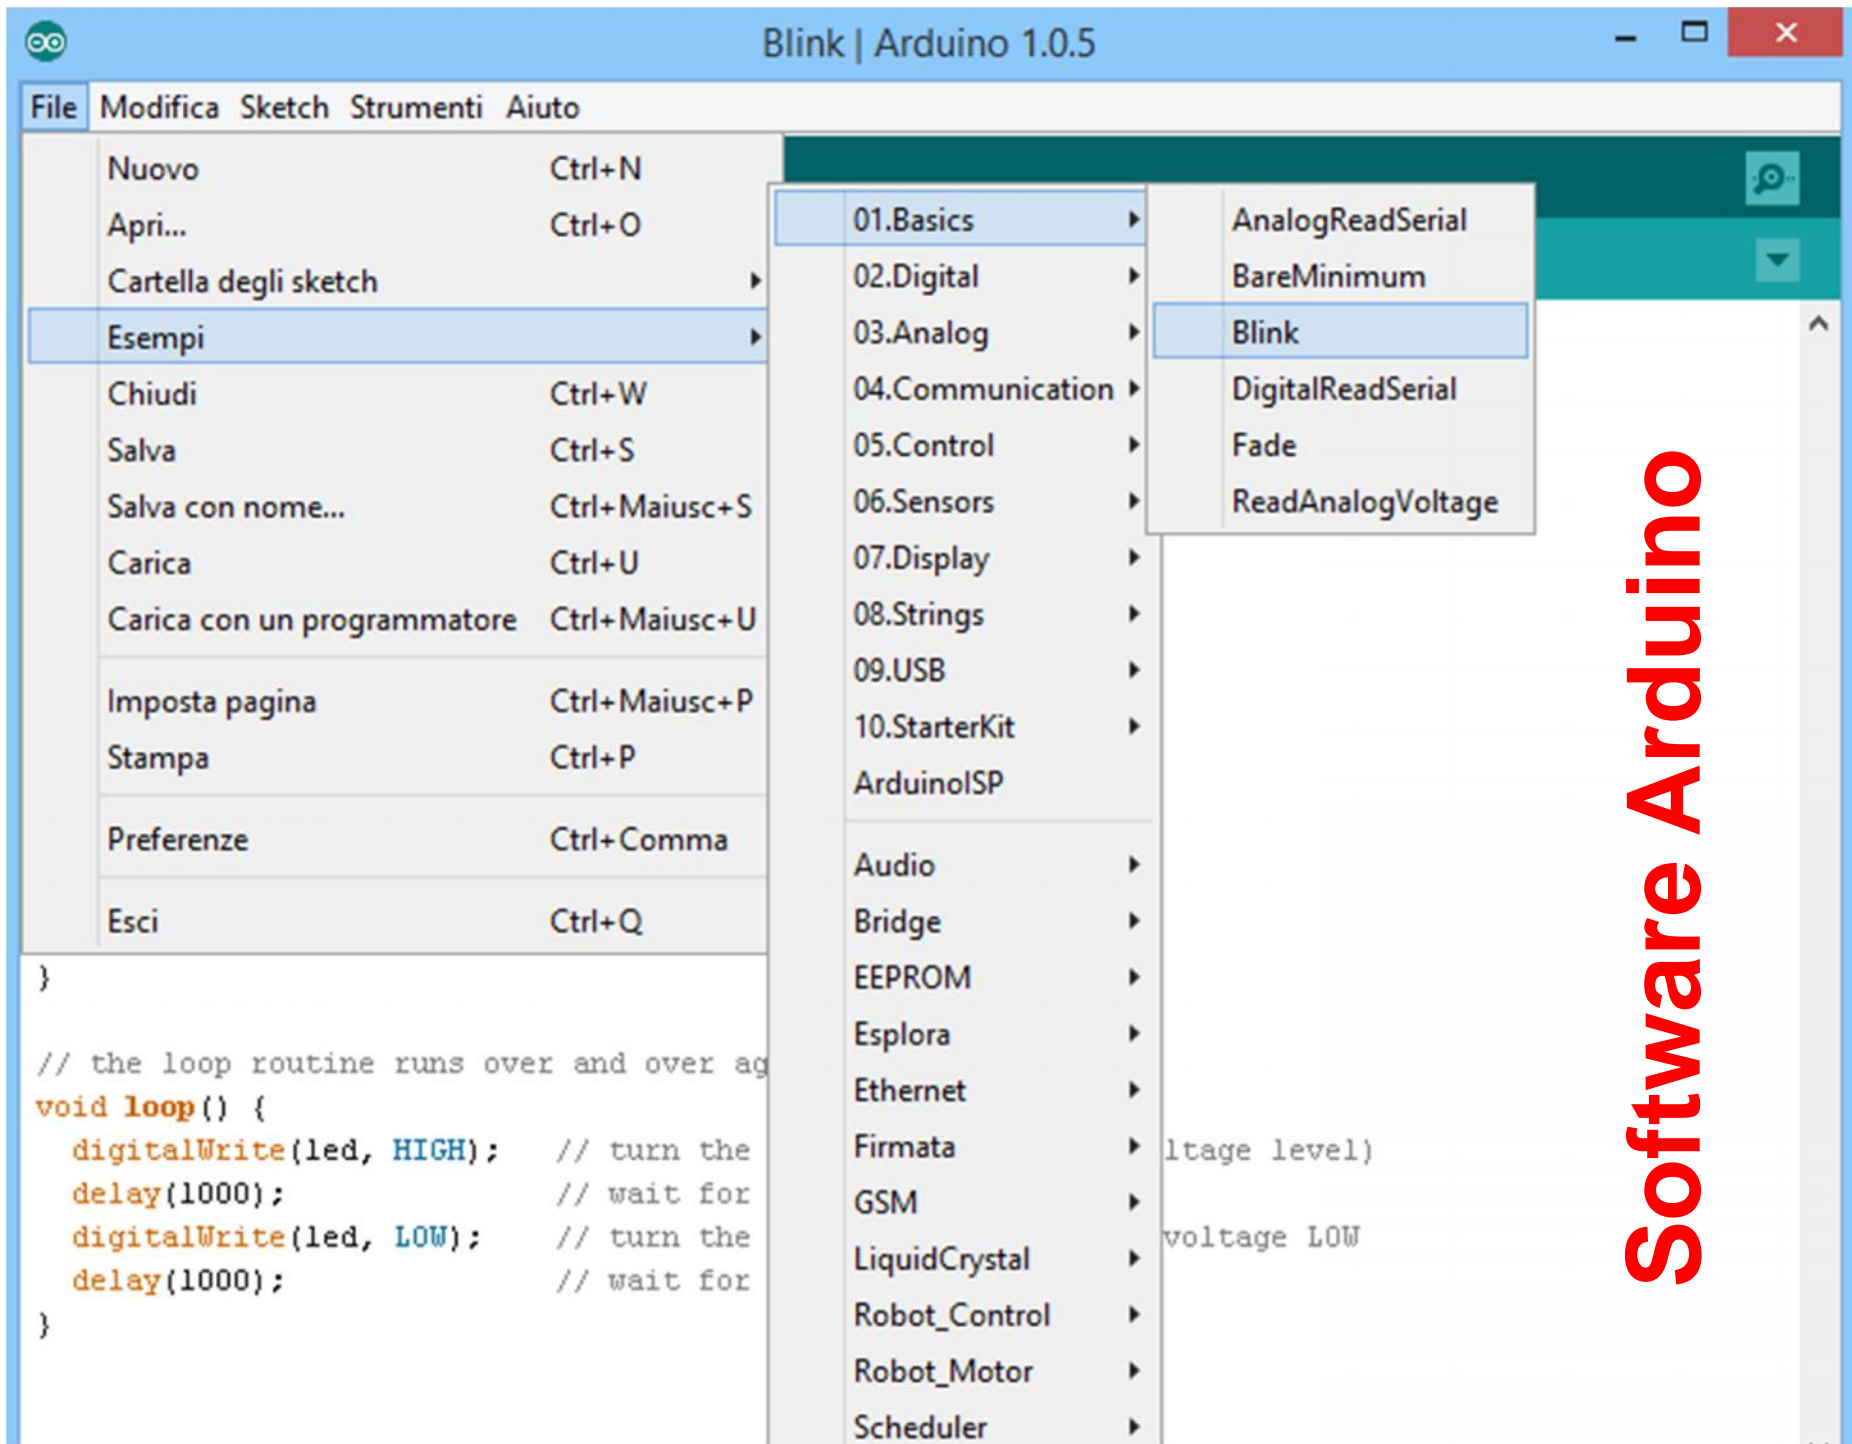 Blink | Arduino 1.0.5
File Modifica Sketch Strumenti Aiuto
Nuovo Ctrl+N
Apri... Ctrl+O
Cartella degli sketch
Esempi
Chiudi Ctrl+W
Salva Ctrl+S
Salva con nome... Ctrl+Maiusc+S
Carica Ctrl+U
Carica con un programmatore Ctrl+Maiusc+U
Imposta pagina Ctrl+Maiusc+P
Stampa Ctrl+P
Preferenze Ctrl+Comma
Esci Ctrl+Q
01.Basics
02.Digital
03.Analog
04.Communication
05.Control
06.Sensors
07.Display
08.Strings
09.USB
10.StarterKit
ArduinoISP
Audio
Bridge
EEPROM
Esplora
Ethernet
Firmata
GSM
LiquidCrystal
Robot_Control
Robot_Motor
Scheduler
AnalogReadSerial
BareMinimum
Blink
DigitalReadSerial
Fade
ReadAnalogVoltage
}
// the loop routine runs over and over ag
void loop() {
digitalWrite(led, HIGH); // turn the ltage level)
delay(1000); // wait for
digitalWrite(led, LOW); // turn the voltage LOW
delay(1000); // wait for
}
Software Arduino